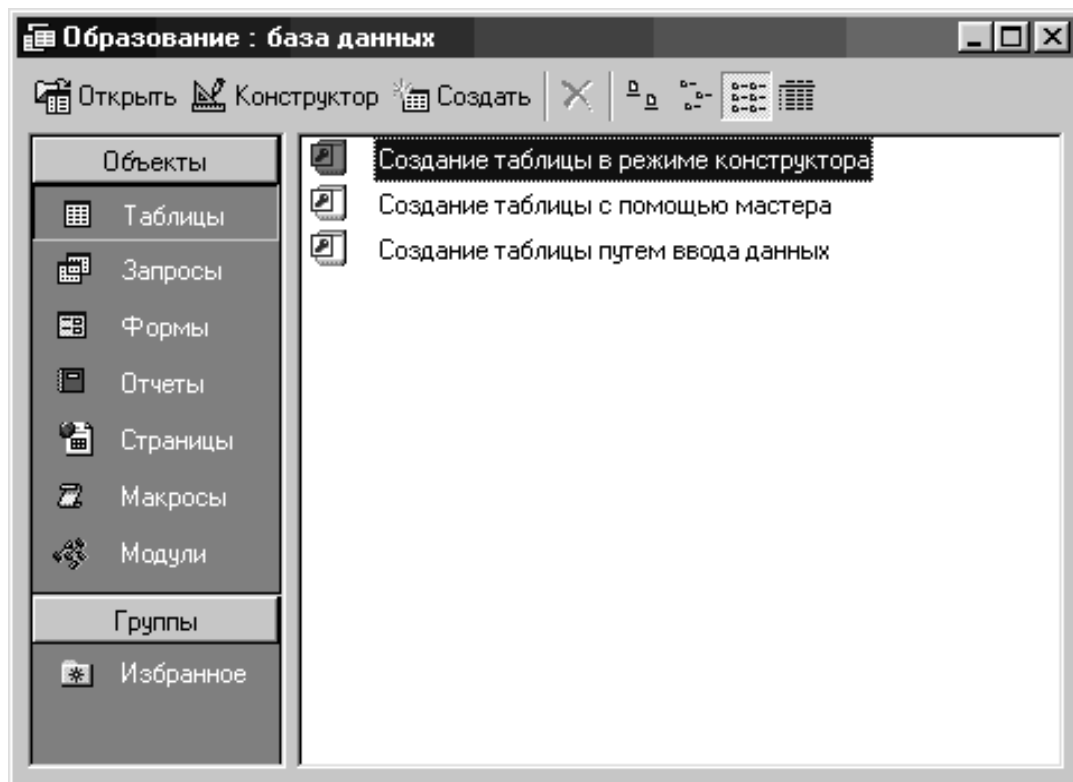 Образование : база данных
Открыть Конструктор Создать
Объекты
Таблицы
Запросы
Формы
Отчеты
Страницы
Макросы
Модули
Группы
Избранное
Создание таблицы в режиме конструктора
Создание таблицы с помощью мастера
Создание таблицы путем ввода данных